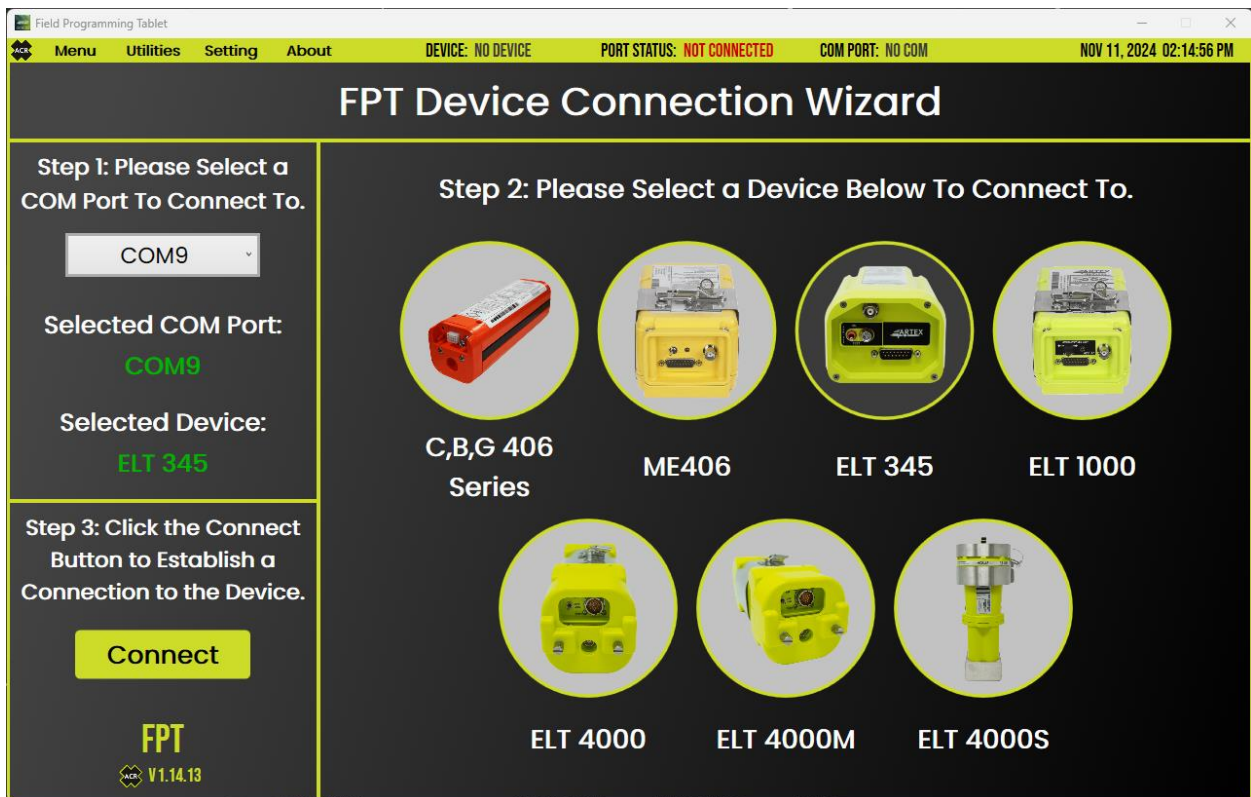 Field Programming Tablet
ACR Menu Utilities Setting About DEVICE: NO DEVICE PORT STATUS: NOT CONNECTED COM PORT: NO COM NOV 11, 2024 02:14:56 PM
FPT Device Connection Wizard
Step 1: Please Select a
COM Port To Connect To.
COM9
Selected COM Port:
COM9
Selected Device:
ELT 345
Step 3: Click the Connect
Button to Establish a
Connection to the Device.
Connect
FPT
ACR V 1.14.13
Step 2: Please Select a Device Below To Connect To.
ARTEX
C,B,G 406
Series
ME406
ELT 345
ELT 1000
ELT 4000
ELT 4000M
ELT 4000S